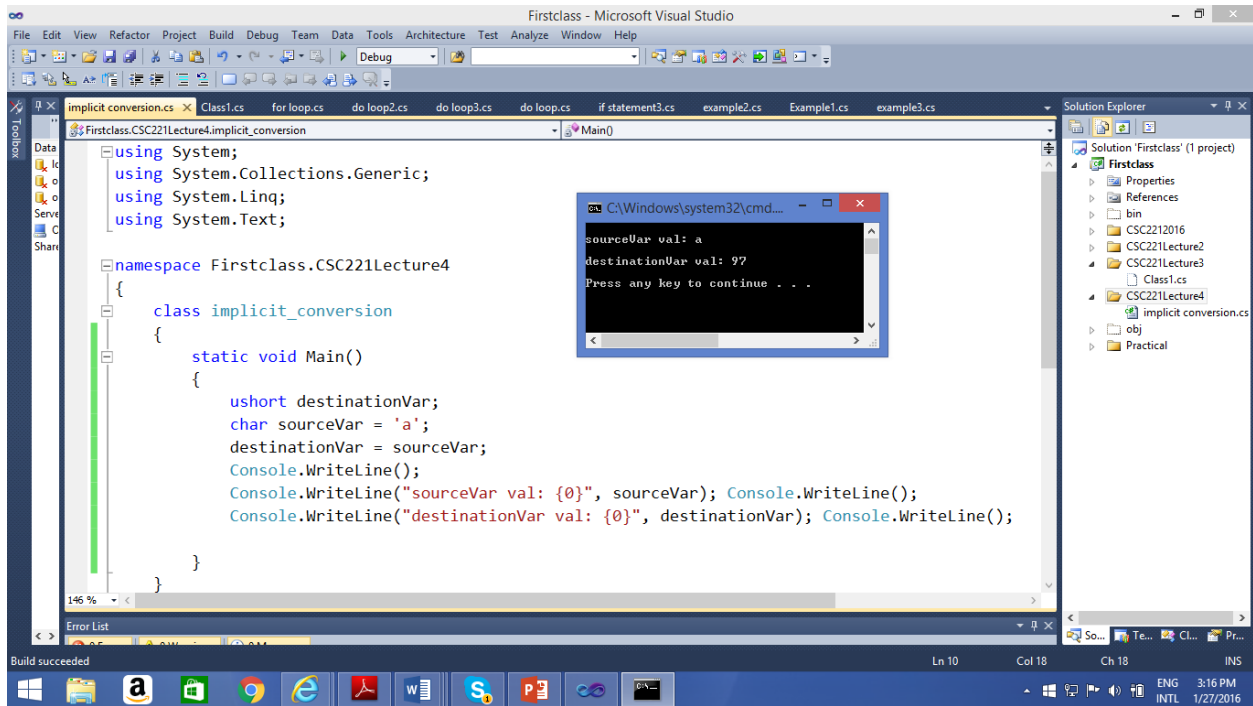 Firstclass - Microsoft Visual Studio
File Edit View Refactor Project Build Debug Team Data Tools Architecture Test Analyze Window Help
Debug
implicit conversion.cs Class1.cs for loop.cs do loop2.cs do loop3.cs do loop.cs if statement3.cs example2.cs Example1.cs example3.cs
Firstclass.CSC221Lecture4.implicit_conversion
Main()
Toolbox
Data
Serve
Share
using System;
using System.Collections.Generic;
using System.Linq;
using System.Text;
namespace Firstclass.CSC221Lecture4
{
class implicit_conversion
{
static void Main()
{
ushort destinationVar;
char sourceVar = 'a';
destinationVar = sourceVar;
Console.WriteLine();
Console.WriteLine("sourceVar val: {0}", sourceVar); Console.WriteLine();
Console.WriteLine("destinationVar val: {0}", destinationVar); Console.WriteLine();
}
}
146 %
C:\Windows\system32\cmd....
sourceVar val: a
destinationVar val: 97
Press any key to continue . . .
Solution Explorer
Solution 'Firstclass' (1 project)
Firstclass
Properties
References
bin
CSC2212016
CSC221Lecture2
CSC221Lecture3
Class1.cs
CSC221Lecture4
implicit conversion.cs
obj
Practical
So... Te... Cl... Pr...
Error List
Build succeeded
Ln 10 Col 18 Ch 18 INS
ENG 3:16 PM
INTL 1/27/2016